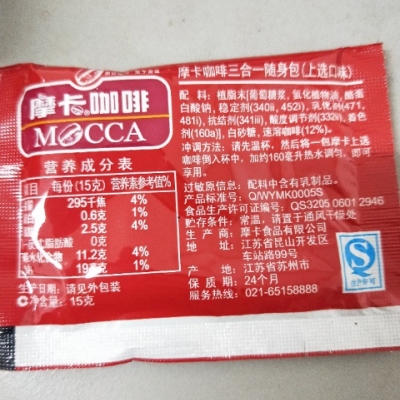 摩卡咖啡
MOCCA
营养成分表
项目 每份(15克) 营养素参考值%
295千焦 4%
0.6克 1%
2.5克 4%
脂肪酸 0克
水化合物 11.2克 4%
1%
生产日期：请见外包装
净含量：15克
摩卡咖啡三合一随身包(上选口味)
配 料：植脂末[葡萄糖浆，氢化植物油，酪蛋
白酸钠，稳定剂(340ii，452i)，乳化剂(471，
481i)，抗结剂(341iii)，酸度调节剂(332ii)，着色
剂(160a)]，白砂糖，速溶咖啡(12%)。
冲调方法：请先温杯，然后将一包摩卡上选
咖啡倒入杯中，加约160毫升热水调匀，即可
享用。
过敏原信息：配料中含有乳制品。
产品标准号：Q/WYMK0005S
食品生产许可证编号：QS3205 0601 2946
贮存条件：常温，请置于通风干燥处
生产商：摩卡食品有限公司
地 址：江苏省昆山开发区
车站路99号
产 地：江苏省苏州市
保 质 期：24个月
服务热线：021-65158888